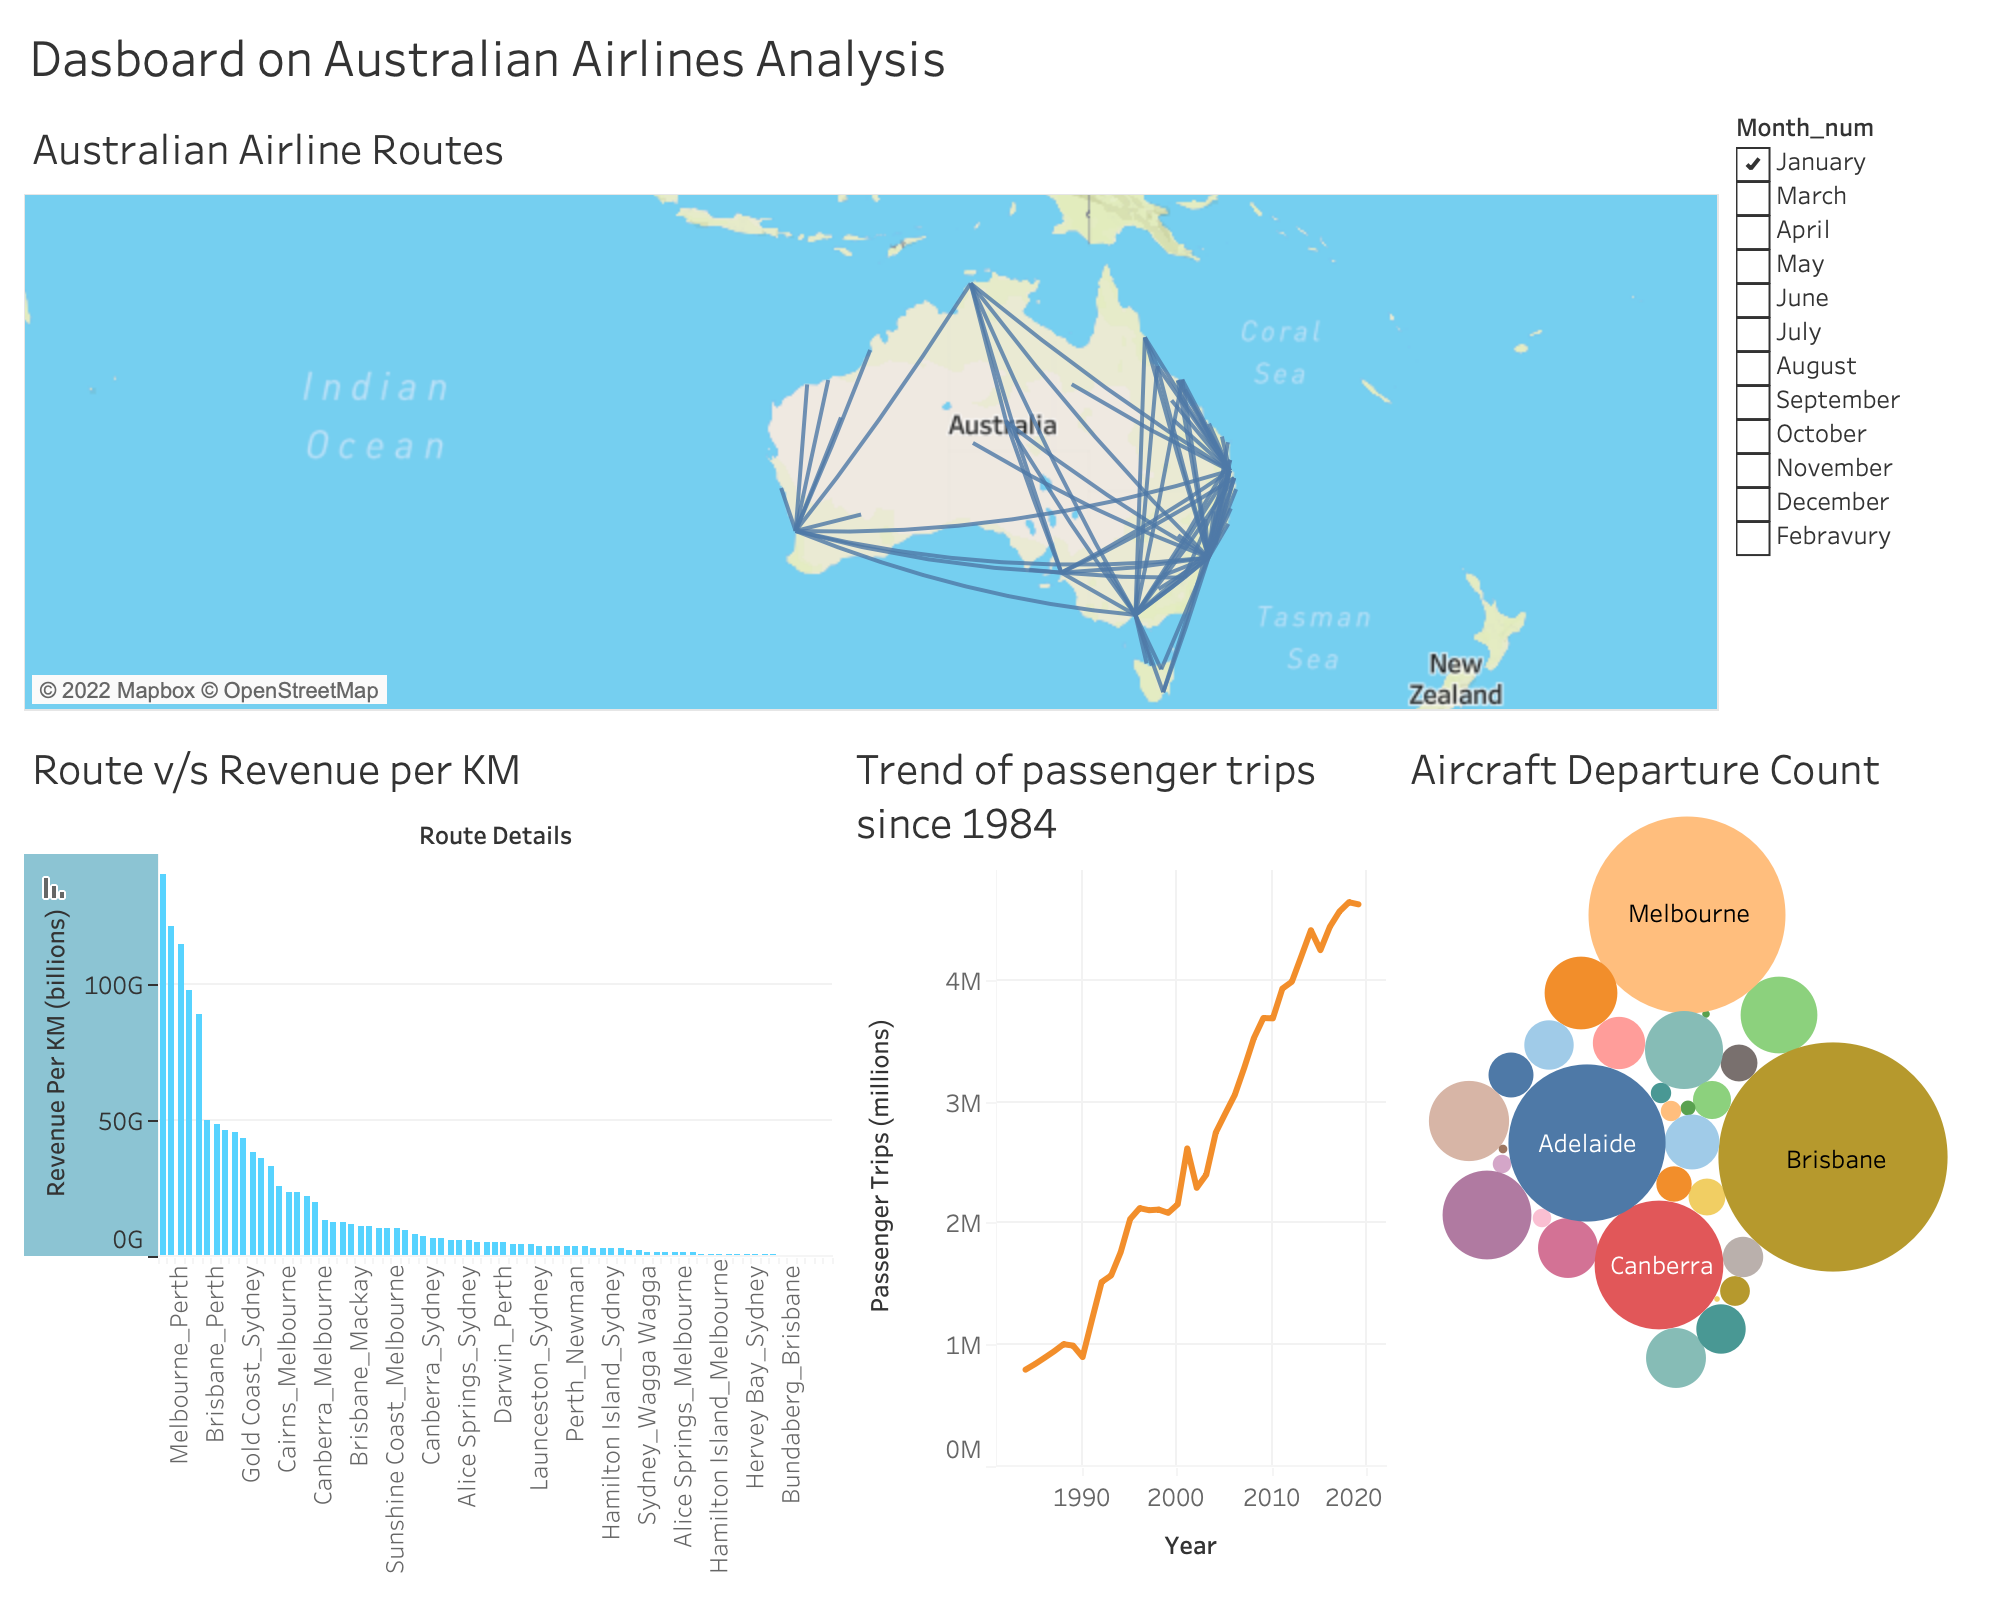 Dasboard on Australian Airlines Analysis
Australian Airline Routes
Month_num
January
March
April
May
June
July
August
September
October
November
December
Febravury
Indian
Ocean
Australia
Coral
Sea
Tasman
Sea
New
Zealand
© 2022 Mapbox © OpenStreetMap
Route v/s Revenue per KM
Route Details
Revenue Per KM (billions)
100G
50G
0G
Melbourne_Perth
Brisbane_Perth
Gold Coast_Sydney
Cairns_Melbourne
Canberra_Melbourne
Brisbane_Mackay
Sunshine Coast_Melbourne
Canberra_Sydney
Alice Springs_Sydney
Darwin_Perth
Launceston_Sydney
Perth_Newman
Hamilton Island_Sydney
Sydney_Wagga Wagga
Alice Springs_Melbourne
Hamilton Island_Melbourne
Hervey Bay_Sydney
Bundaberg_Brisbane
Trend of passenger trips
since 1984
Passenger Trips (millions)
4M
3M
2M
1M
0M
1990
2000
2010
2020
Year
Aircraft Departure Count
Melbourne
Adelaide
Brisbane
Canberra